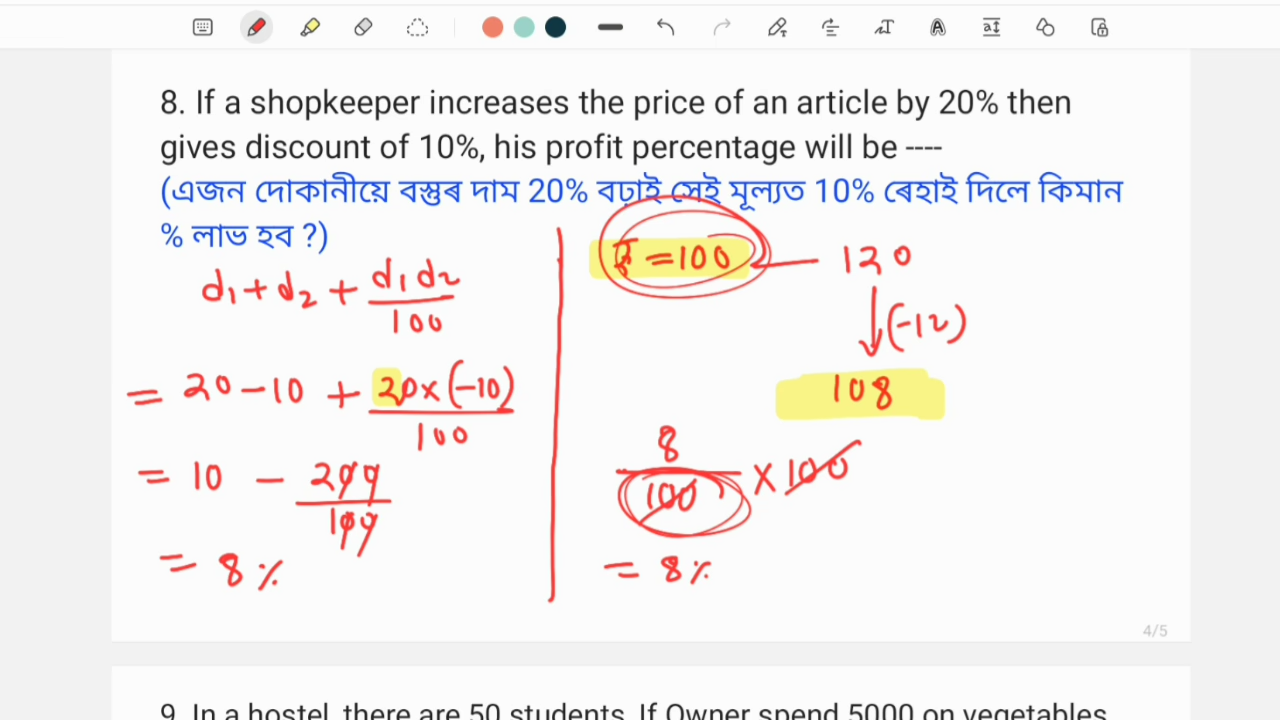 8. If a shopkeeper increases the price of an article by 20% then
gives discount of 10%, his profit percentage will be ----
(এজন দোকানীয়ে বস্তুৰ দাম 20% বঢ়াই সেই মূল্যত 10% ৰেহাই দিলে কিমান
% লাভ হব ?)
d₁ + d₂ + d₁d₂/100
= 20 - 10 + 20×(-10)/100
= 10 - 200/100
= 8%
= 100 — 120
(-12)
108
8/100 × 100
= 8%
4/5
9. In a hostel, there are 50 students. If Owner spend 5000 on vegetables